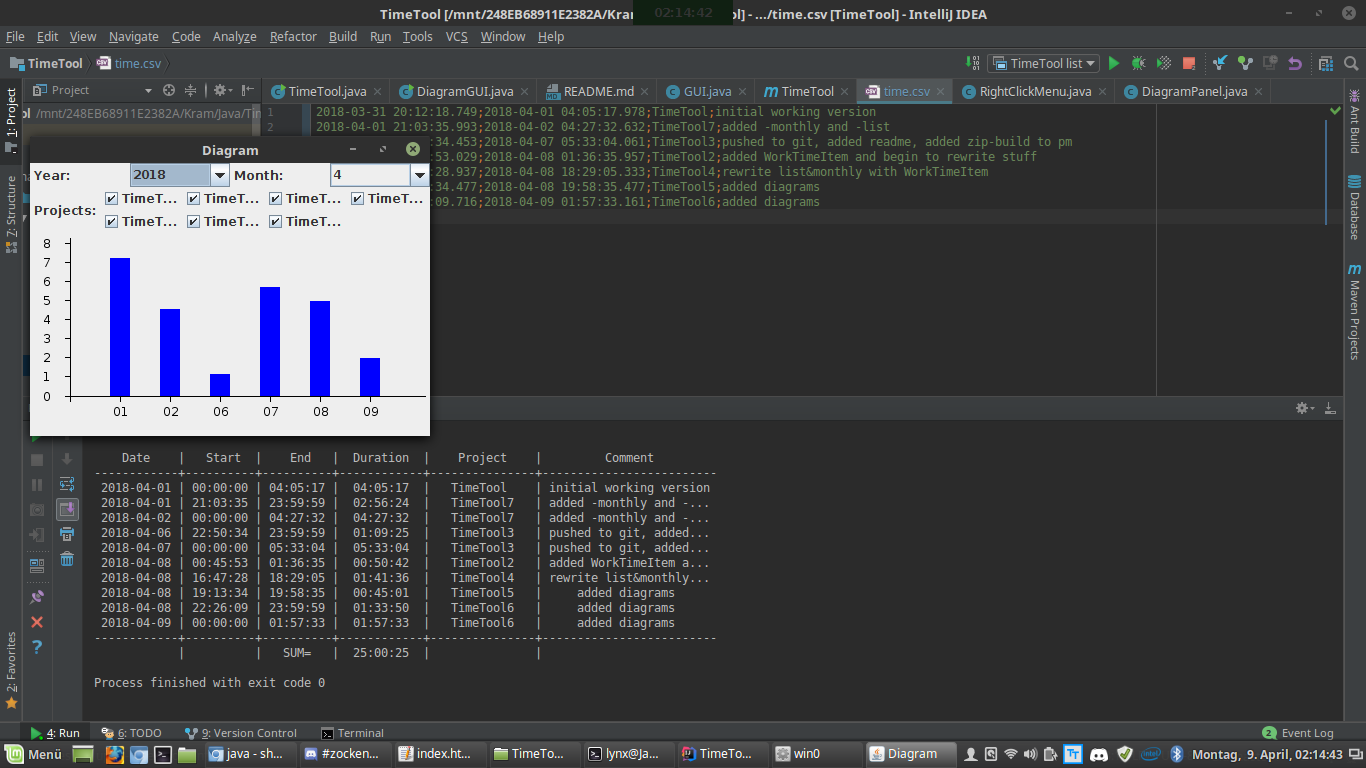 TimeTool [/mnt/248EB68911E2382A/Kram 02:14:42 ol] - .../time.csv [TimeTool] - IntelliJ IDEA
File Edit View Navigate Code Analyze Refactor Build Run Tools VCS Window Help
TimeTool time.csv TimeTool list
Project TimeTool.java DiagramGUI.java README.md GUI.java TimeTool time.csv RightClickMenu.java DiagramPanel.java
1: Project
7: Structure
2: Favorites
Ant Build
Database
Maven Projects
ol /mnt/248EB68911E2382A/Kram/Java/Tim
1 2018-03-31 20:12:18.749;2018-04-01 04:05:17.978;TimeTool;initial working version
2 2018-04-01 21:03:35.993;2018-04-02 04:27:32.632;TimeTool7;added -monthly and -list
34.453;2018-04-07 05:33:04.061;TimeTool3;pushed to git, added readme, added zip-build to pm
53.029;2018-04-08 01:36:35.957;TimeTool2;added WorkTimeItem and begin to rewrite stuff
28.937;2018-04-08 18:29:05.333;TimeTool4;rewrite list&monthly with WorkTimeItem
34.477;2018-04-08 19:58:35.477;TimeTool5;added diagrams
09.716;2018-04-09 01:57:33.161;TimeTool6;added diagrams
Diagram
Year: 2018 Month: 4
Projects:
TimeT... TimeT... TimeT... TimeT...
TimeT... TimeT... TimeT...
8
7
6
5
4
3
2
1
0
01 02 06 07 08 09
Date | Start | End | Duration | Project | Comment
-----------+----------+----------+------------+---------------+-------------------------
2018-04-01 | 00:00:00 | 04:05:17 | 04:05:17 | TimeTool | initial working version
2018-04-01 | 21:03:35 | 23:59:59 | 02:56:24 | TimeTool7 | added -monthly and -...
2018-04-02 | 00:00:00 | 04:27:32 | 04:27:32 | TimeTool7 | added -monthly and -...
2018-04-06 | 22:50:34 | 23:59:59 | 01:09:25 | TimeTool3 | pushed to git, added...
2018-04-07 | 00:00:00 | 05:33:04 | 05:33:04 | TimeTool3 | pushed to git, added...
2018-04-08 | 00:45:53 | 01:36:35 | 00:50:42 | TimeTool2 | added WorkTimeItem a...
2018-04-08 | 16:47:28 | 18:29:05 | 01:41:36 | TimeTool4 | rewrite list&monthly...
2018-04-08 | 19:13:34 | 19:58:35 | 00:45:01 | TimeTool5 | added diagrams
2018-04-08 | 22:26:09 | 23:59:59 | 01:33:50 | TimeTool6 | added diagrams
2018-04-09 | 00:00:00 | 01:57:33 | 01:57:33 | TimeTool6 | added diagrams
-----------+----------+----------+------------+---------------+-------------------------
| | SUM= | 25:00:25 | |
Process finished with exit code 0
4: Run 6: TODO 9: Version Control Terminal 2 Event Log
Menü java - sh... #zocken... index.ht... TimeTo... lynx@Ja... TimeTo... win0 Diagram Montag, 9. April, 02:14:43